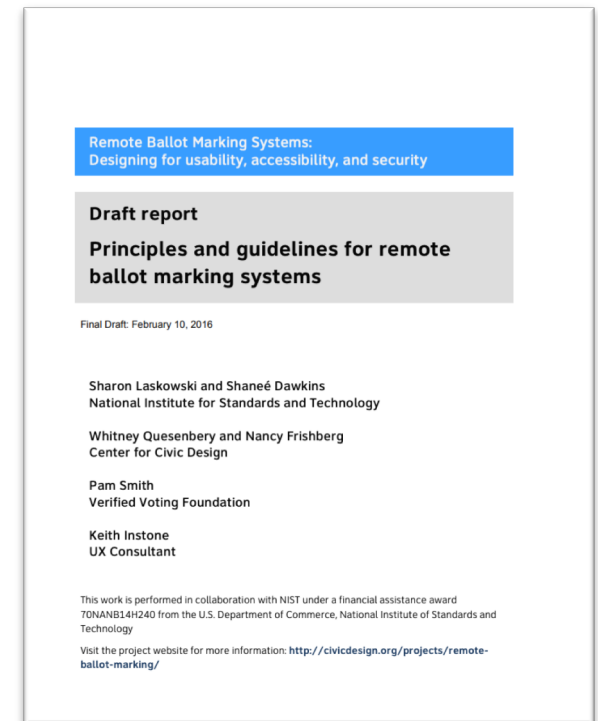 Remote Ballot Marking Systems:
Designing for usability, accessibility, and security
Draft report
Principles and guidelines for remote
ballot marking systems
Final Draft: February 10, 2016
Sharon Laskowski and Shaneé Dawkins
National Institute for Standards and Technology
Whitney Quesenbery and Nancy Frishberg
Center for Civic Design
Pam Smith
Verified Voting Foundation
Keith Instone
UX Consultant
This work is performed in collaboration with NIST under a financial assistance award
70NANB14H240 from the U.S. Department of Commerce, National Institute of Standards and
Technology
Visit the project website for more information: http://civicdesign.org/projects/remote-
ballot-marking/